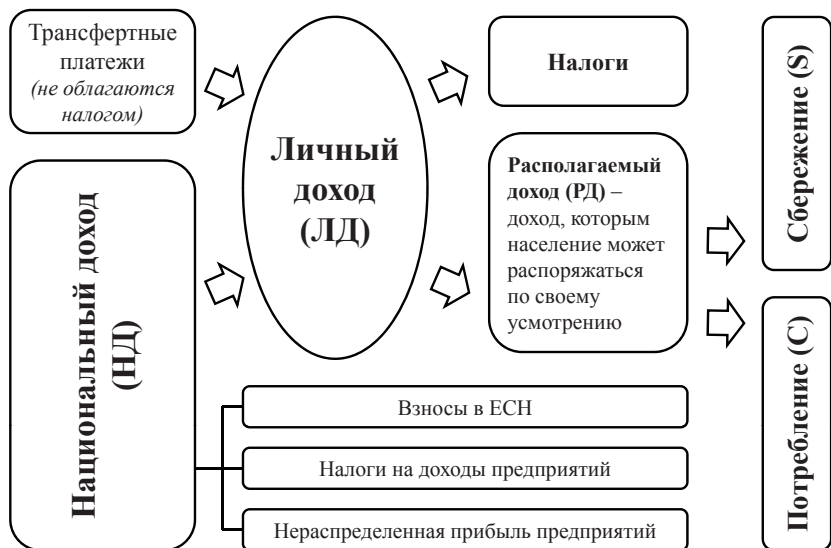 Трансфертные
платежи
(не облагаются
налогом)
Национальный доход
(НД)
Личный
доход
(ЛД)
Налоги
Располагаемый
доход (РД) –
доход, которым
население может
распоряжаться
по своему
усмотрению
Сбережение (S)
Потребление (C)
Взносы в ЕСН
Налоги на доходы предприятий
Нераспределенная прибыль предприятий